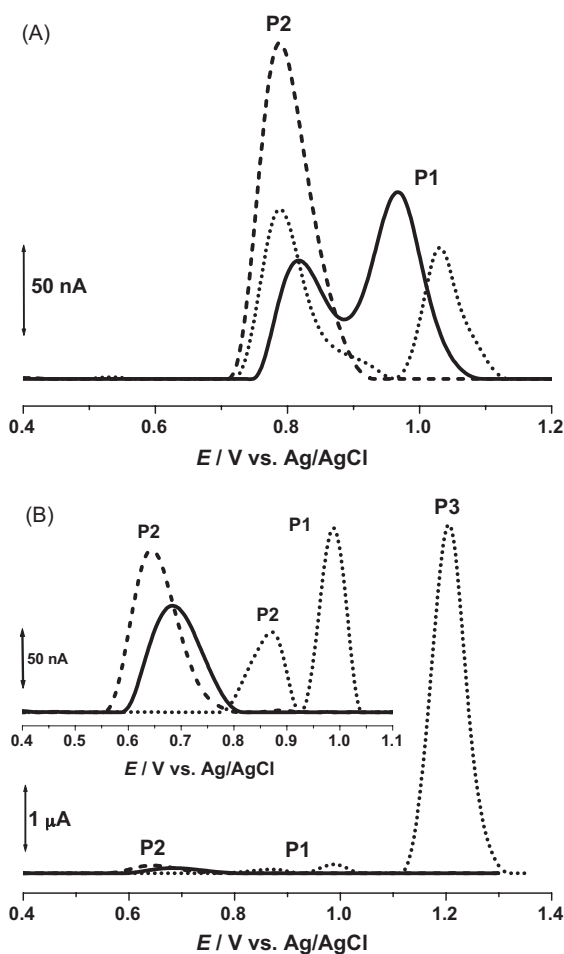 (A)
P2
P1
50 nA
0.4 0.6 0.8 1.0 1.2
E / V vs. Ag/AgCl
(B)
P3
P2
P1
P2
50 nA
0.4 0.5 0.6 0.7 0.8 0.9 1.0 1.1
E / V vs. Ag/AgCl
1 μA
P2
P1
0.4 0.6 0.8 1.0 1.2 1.4
E / V vs. Ag/AgCl